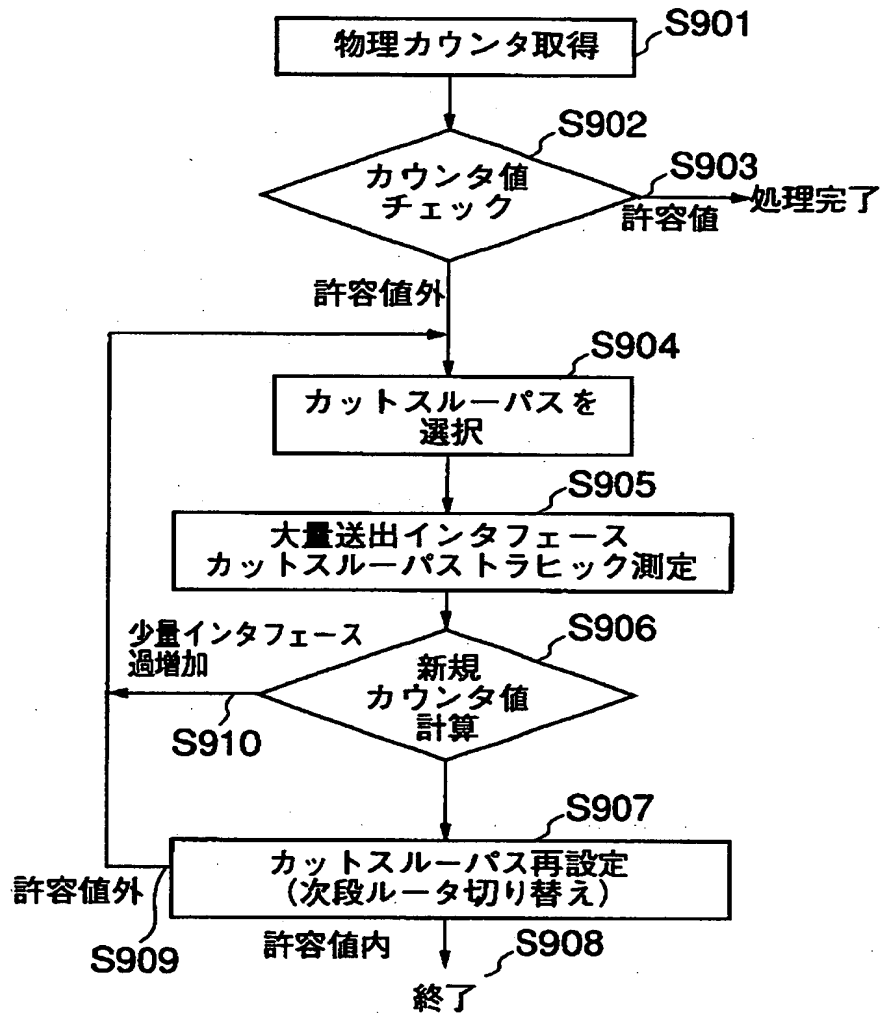 物理カウンタ取得
S901
S902
カウンタ値
チェック
S903
許容値
処理完了
許容値外
S904
カットスルーパスを
選択
S905
大量送出インタフェース
カットスルーパストラヒック測定
少量インタフェース
過増加
S906
新規
カウンタ値
計算
S910
S907
カットスルーパス再設定
(次段ルータ切り替え)
許容値外
S909
許容値内
S908
終了